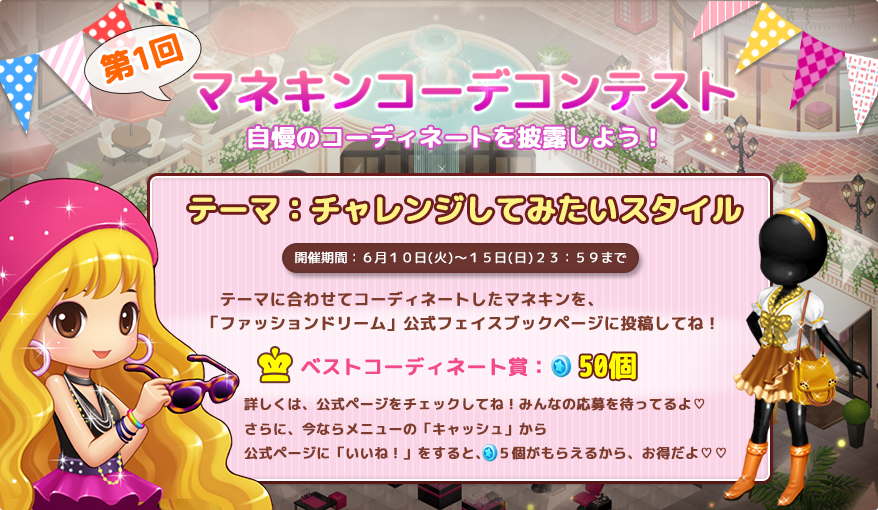 第1回
マネキンコーデコンテスト
自慢のコーディネートを披露しよう！
テーマ：チャレンジしてみたいスタイル
開催期間：６月１０日(火)～１５日(日)２３：５９まで
テーマに合わせてコーディネートしたマネキンを、
「ファッションドリーム」公式フェイスブックページに投稿してね！
ベストコーディネート賞： 50個
詳しくは、公式ページをチェックしてね！みんなの応募を待ってるよ♡
さらに、今ならメニューの「キャッシュ」から
公式ページに「いいね！」をすると、５個がもらえるから、お得だよ♡♡